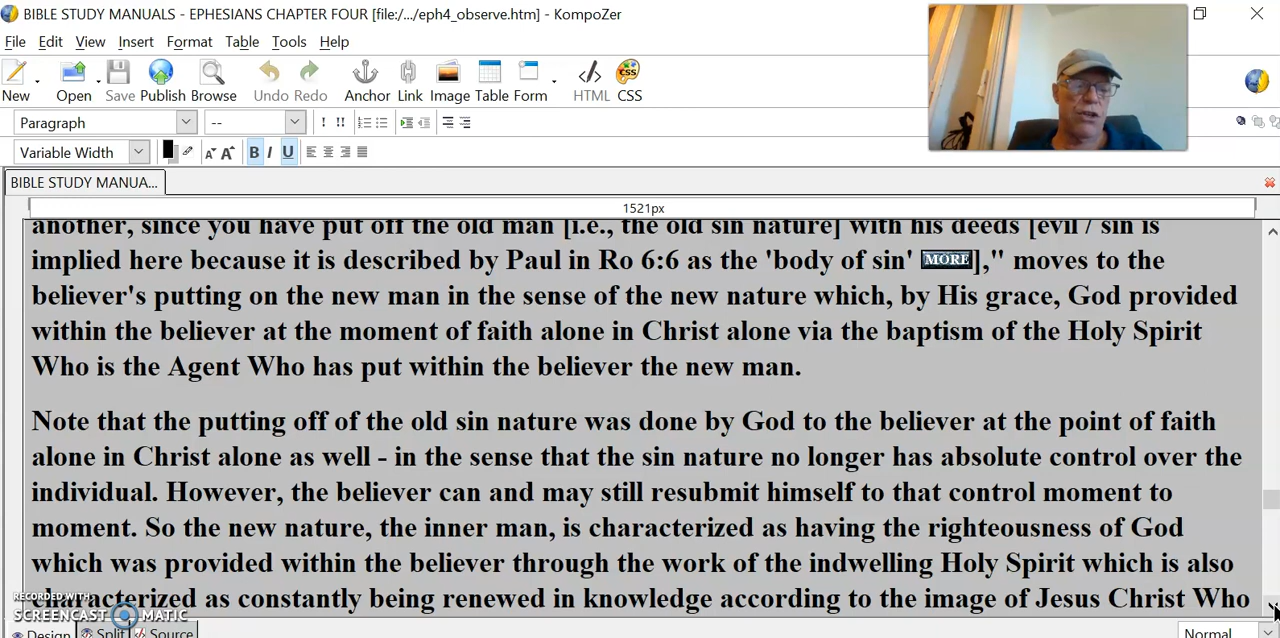 BIBLE STUDY MANUALS - EPHESIANS CHAPTER FOUR [file:/.../eph4_observe.htm] - KompoZer
File Edit View Insert Format Table Tools Help
New Open Save Publish Browse Undo Redo Anchor Link Image Table Form HTML CSS
Paragraph -- ! !!
Variable Width B I U
BIBLE STUDY MANUA...
1521px
another, since you have put off the old man [i.e., the old sin nature] with his deeds [evil / sin is
implied here because it is described by Paul in Ro 6:6 as the 'body of sin' MORE]," moves to the
believer's putting on the new man in the sense of the new nature which, by His grace, God provided
within the believer at the moment of faith alone in Christ alone via the baptism of the Holy Spirit
Who is the Agent Who has put within the believer the new man.
Note that the putting off of the old sin nature was done by God to the believer at the point of faith
alone in Christ alone as well - in the sense that the sin nature no longer has absolute control over the
individual. However, the believer can and may still resubmit himself to that control moment to
moment. So the new nature, the inner man, is characterized as having the righteousness of God
which was provided within the believer through the work of the indwelling Holy Spirit which is also
characterized as constantly being renewed in knowledge according to the image of Jesus Christ Who
RECORDED WITH
SCREENCAST MATIC
Design Split Source Normal